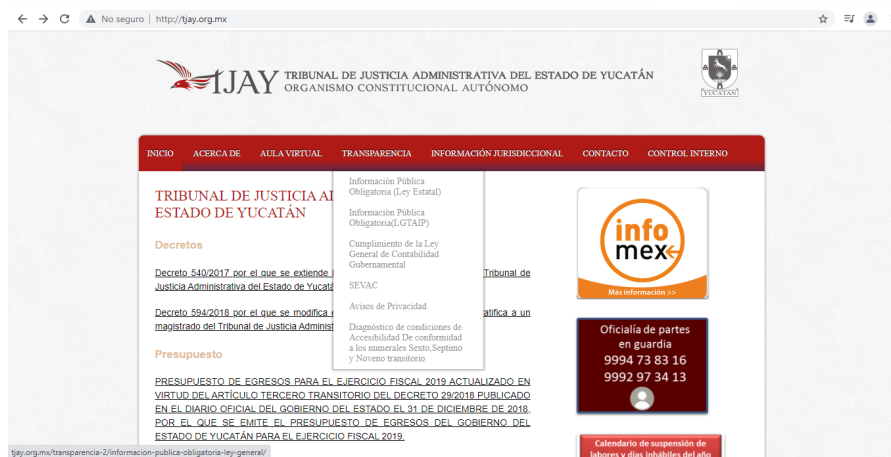 No seguro | http://tjay.org.mx
TJAY TRIBUNAL DE JUSTICIA ADMINISTRATIVA DEL ESTADO DE YUCATÁN
ORGANISMO CONSTITUCIONAL AUTÓNOMO
YUCATÁN
INICIO ACERCA DE AULA VIRTUAL TRANSPARENCIA INFORMACIÓN JURISDICCIONAL CONTACTO CONTROL INTERNO
Información Pública
Obligatoria (Ley Estatal)
Información Pública
Obligatoria(LGTAIP)
Cumplimiento de la Ley
General de Contabilidad
Gubernamental
SEVAC
Avisos de Privacidad
Diagnóstico de condiciones de
Accesibilidad De conformidad
a los numerales Sexto,Septimo
y Noveno transitorio
TRIBUNAL DE JUSTICIA
ESTADO DE YUCATÁN
Decretos
Decreto 540/2017 por el que se extiende Tribunal de
Justicia Administrativa del Estado de
Decreto 594/2018 por el que se modifica ratifica a un
magistrado del Tribunal de Justicia
Presupuesto
PRESUPUESTO DE EGRESOS PARA EL EJERCICIO FISCAL 2019 ACTUALIZADO EN
VIRTUD DEL ARTÍCULO TERCERO TRANSITORIO DEL DECRETO 29/2018 PUBLICADO
EN EL DIARIO OFICIAL DEL GOBIERNO DEL ESTADO EL 31 DE DICIEMBRE DE 2018,
POR EL QUE SE EMITE EL PRESUPUESTO DE EGRESOS DEL GOBIERNO DEL
ESTADO DE YUCATÁN PARA EL EJERCICIO FISCAL 2019.
info
mex
Más información >>
Oficialía de partes
en guardia
9994 73 83 16
9992 97 34 13
Calendario de suspensión de
labores y días inhábiles del año
tjay.org.mx/transparencia-2/informacion-publica-obligatoria-ley-general/